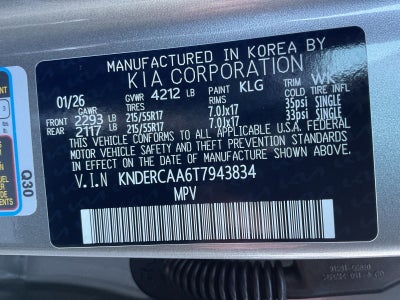 MANUFACTURED IN KOREA BY
KIA CORPORATION
01/26 GVWR 4212 LB PAINT KLG TRIM WK
GAWR TIRES RIMS COLD TIRE INFL
FRONT 2293 LB 215/55R17 7.0Jx17 35psi SINGLE
REAR 2117 LB 215/55R17 7.0Jx17 33psi SINGLE
THIS VEHICLE CONFORMS TO ALL APPLICABLE U.S.A. FEDERAL
MOTOR VEHICLE SAFETY AND THEFT PREVENTION STANDARDS
IN EFFECT ON THE DATE OF MANUFACTURE SHOWN ABOVE.
V.I.N KNDERCAA6T7943834
MPV
Q30
3